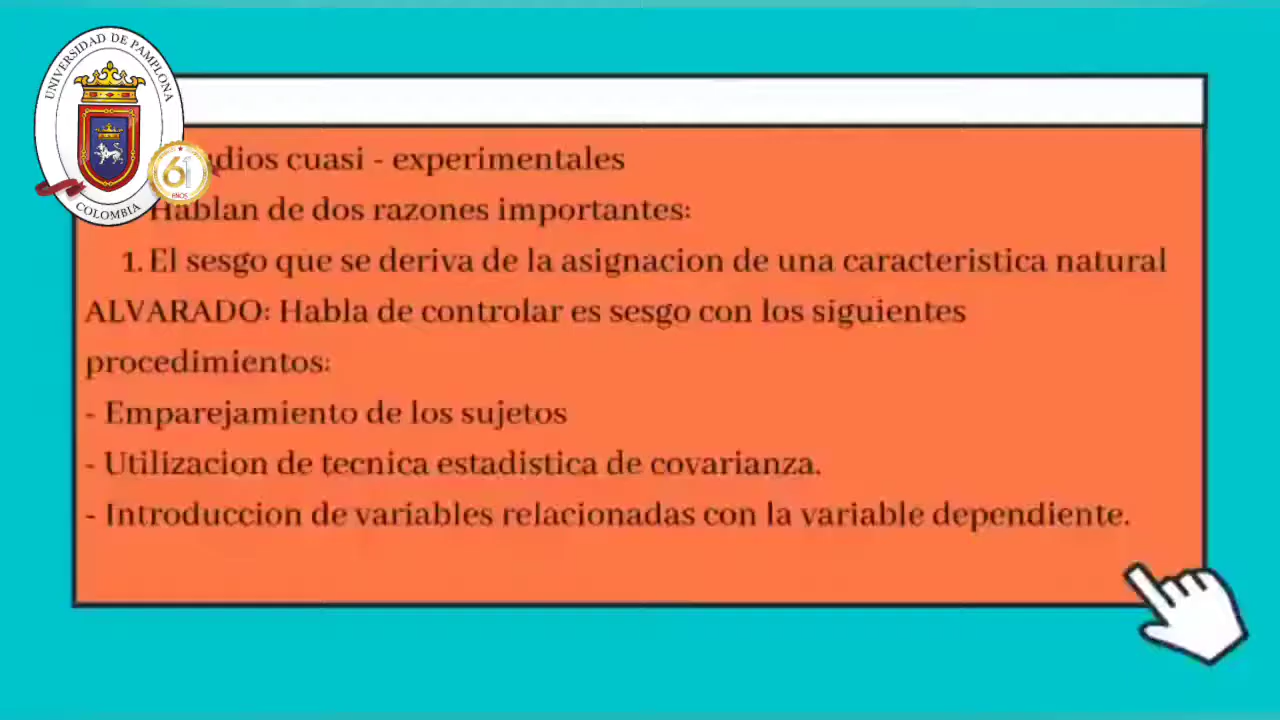 UNIVERSIDAD DE PAMPLONA
COLOMBIA
61
AÑOS
cuasi - experimentales
Hablan de dos razones importantes:
1. El sesgo que se deriva de la asignacion de una caracteristica natural
ALVARADO: Habla de controlar es sesgo con los siguientes
procedimientos:
- Emparejamiento de los sujetos
- Utilizacion de tecnica estadistica de covarianza.
- Introduccion de variables relacionadas con la variable dependiente.